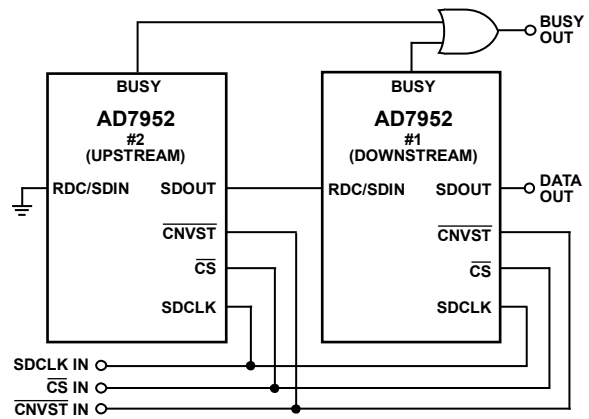 BUSY
OUT
BUSY
BUSY
AD7952
#2
(UPSTREAM)
AD7952
#1
(DOWNSTREAM)
RDC/SDIN SDOUT
RDC/SDIN SDOUT
DATA
OUT
CNVST
CNVST
CS
CS
SDCLK
SDCLK
SDCLK IN
CS IN
CNVST IN